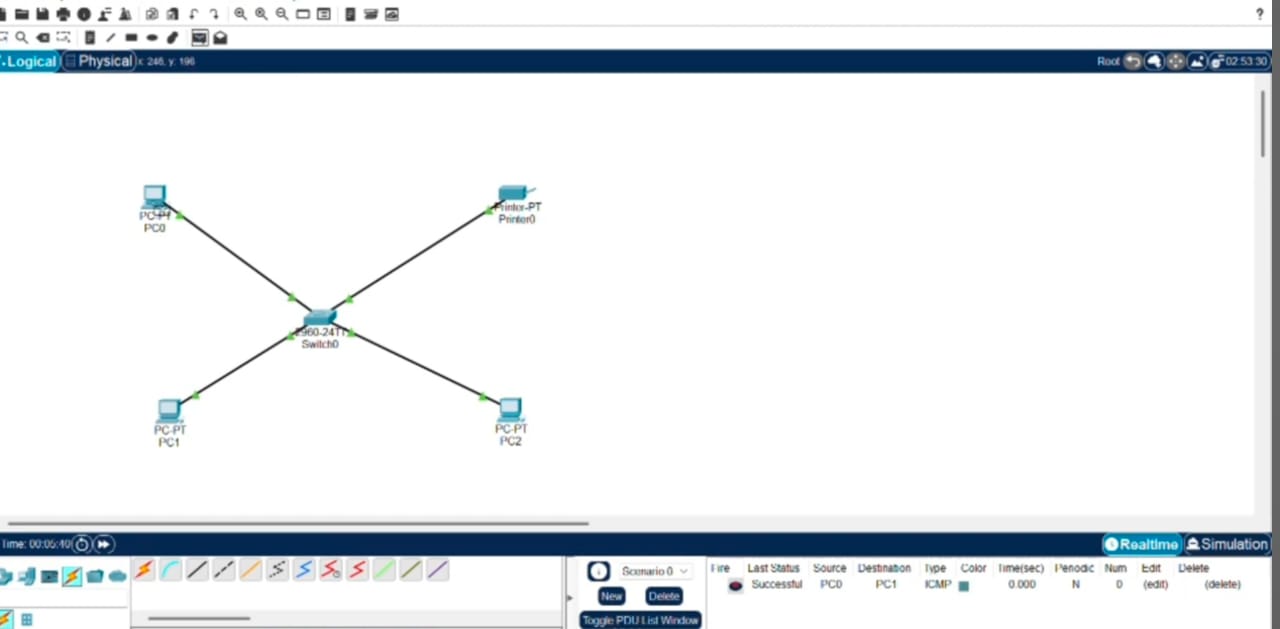 ?
Logical Physical x: 246, y: 196 Root 02:53:30
PC-PT
PC0
Printer-PT
Printer0
2960-24TT
Switch0
PC-PT
PC1
PC-PT
PC2
Time: 00:05:40 Realtime Simulation
Scenario 0
New Delete
Toggle PDU List Window
Fire Last Status Source Destination Type Color Time(sec) Periodic Num Edit Delete
Successful PC0 PC1 ICMP 0.000 N 0 (edit) (delete)